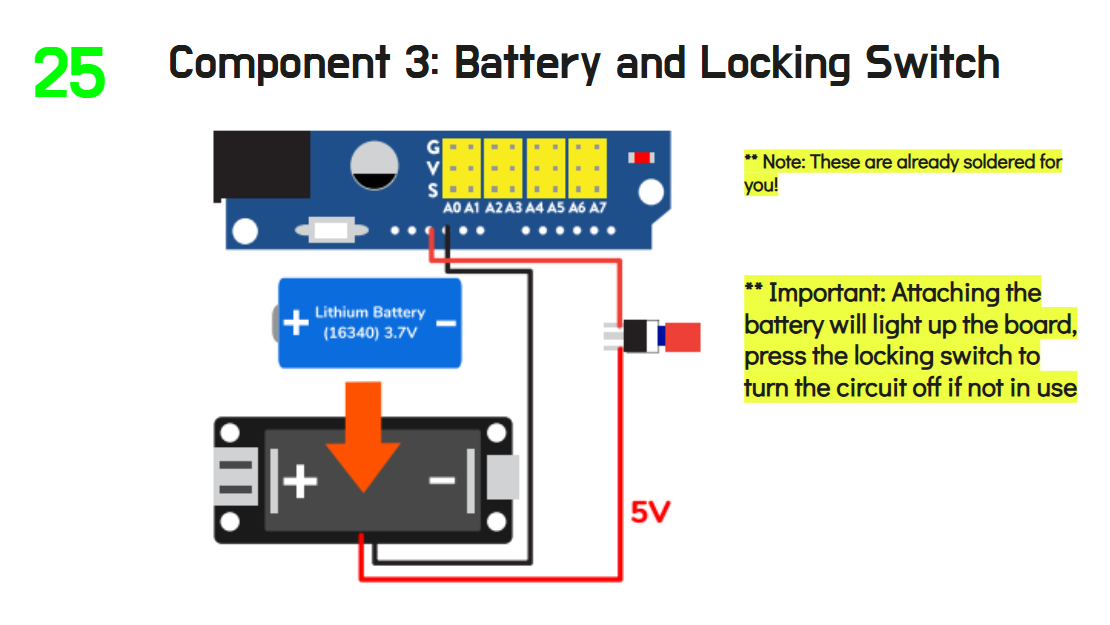 25
Component 3: Battery and Locking Switch
** Note: These are already soldered for
you!
G
V
S
A0 A1 A2 A3 A4 A5 A6 A7
** Important: Attaching the
battery will light up the board,
press the locking switch to
turn the circuit off if not in use
+ Lithium Battery −
(16340) 3.7V
+ −
5V